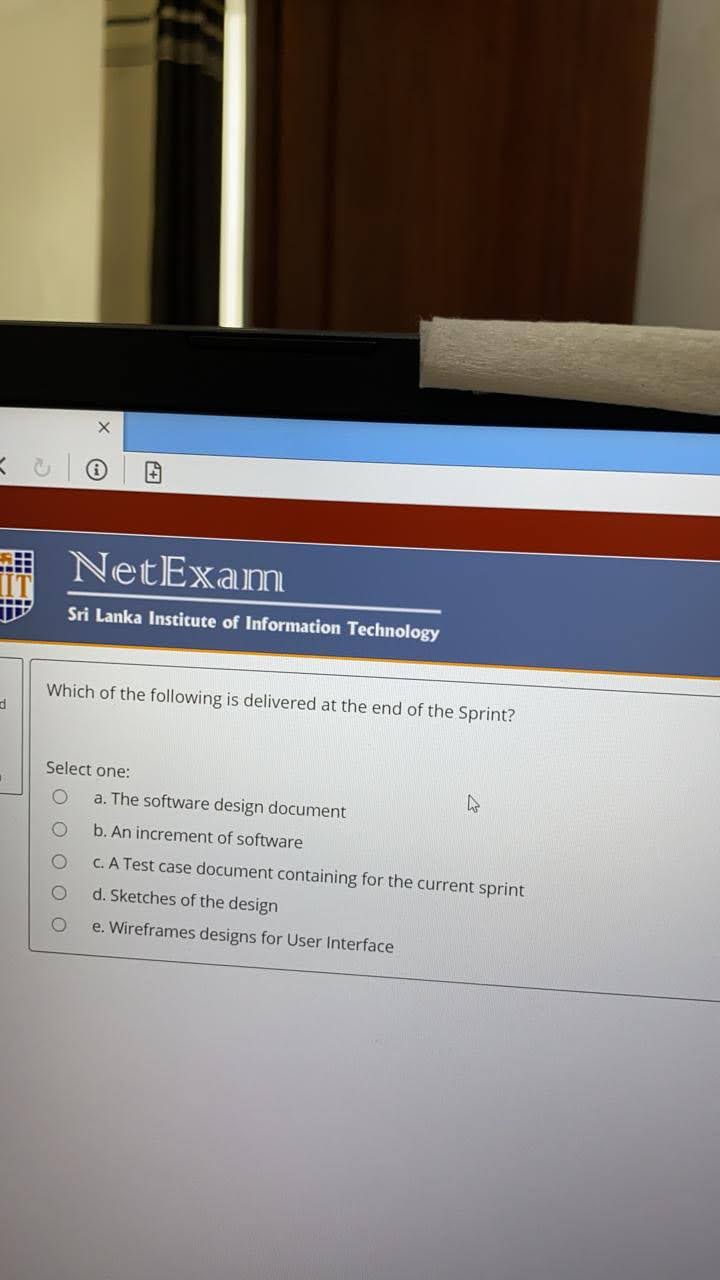 NetExam
Sri Lanka Institute of Information Technology
Which of the following is delivered at the end of the Sprint?
Select one:
a. The software design document
b. An increment of software
c. A Test case document containing for the current sprint
d. Sketches of the design
e. Wireframes designs for User Interface